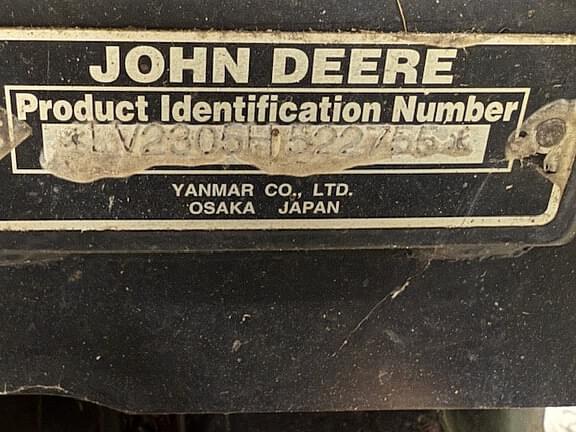 JOHN DEERE
Product Identification Number
*LV2305H522755*
YANMAR CO., LTD.
OSAKA JAPAN